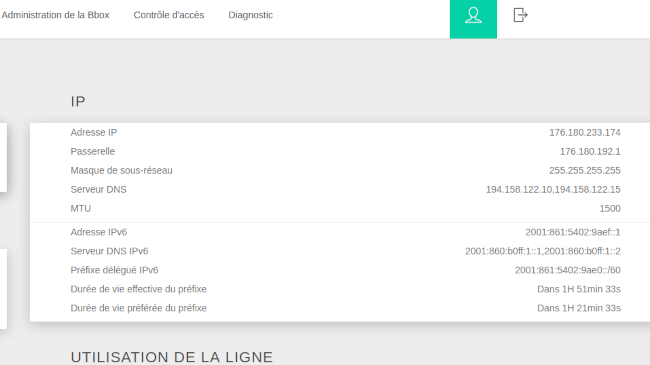 Administration de la Bbox Contrôle d'accès Diagnostic
IP
Adresse IP 176.180.233.174
Passerelle 176.180.192.1
Masque de sous-réseau 255.255.255.255
Serveur DNS 194.158.122.10,194.158.122.15
MTU 1500
Adresse IPv6 2001:861:5402:9aef::1
Serveur DNS IPv6 2001:860:b0ff:1::1,2001:860:b0ff:1::2
Préfixe délégué IPv6 2001:861:5402:9ae0::/60
Durée de vie effective du préfixe Dans 1H 51min 33s
Durée de vie préférée du préfixe Dans 1H 21min 33s
UTILISATION DE LA LIGNE